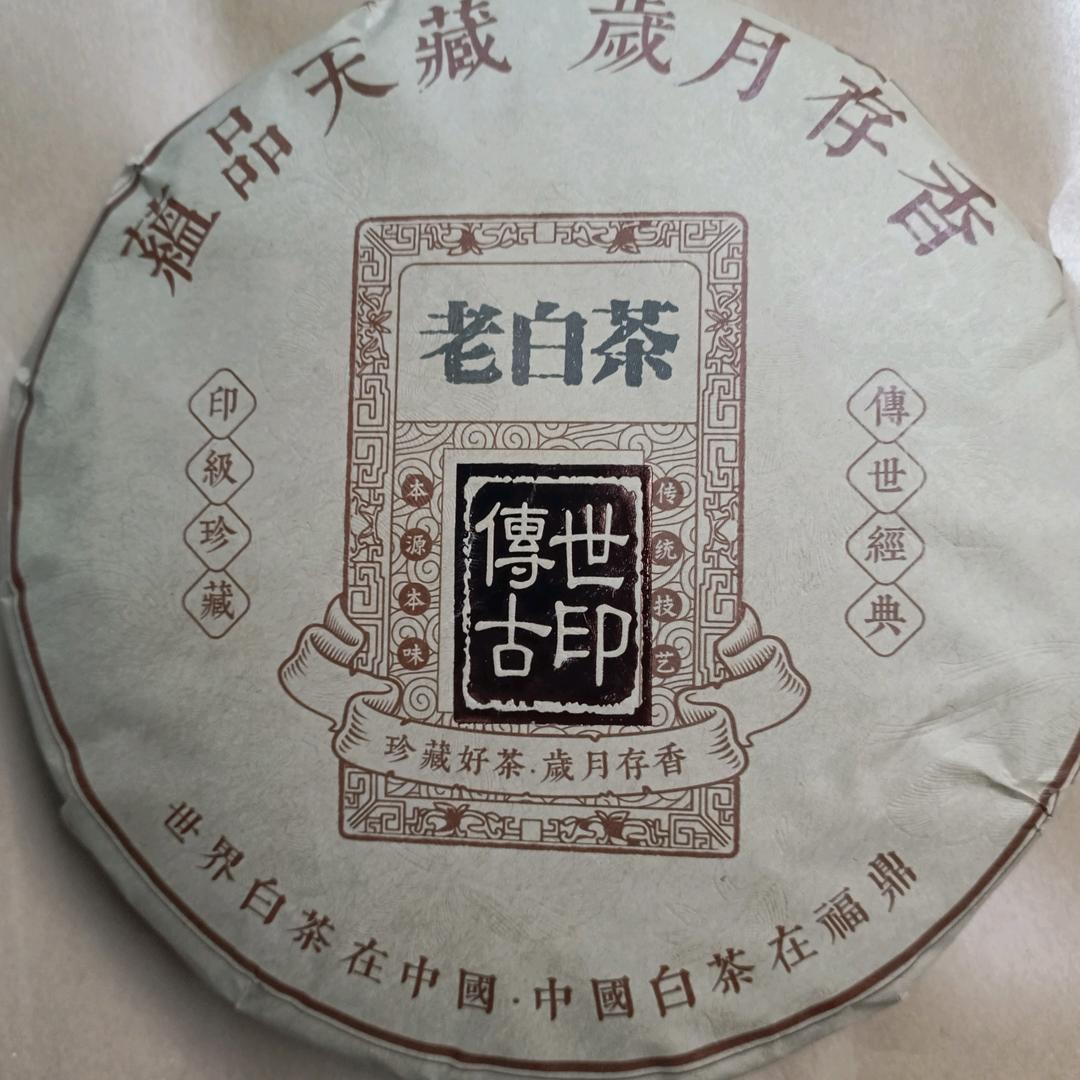 蘊品天藏 歲月存香
老白茶
印級珍藏
傳世經典
本源本味
传统技艺
傳世
古印
珍藏好茶·歲月存香
世界白茶在中國·中國白茶在福鼎